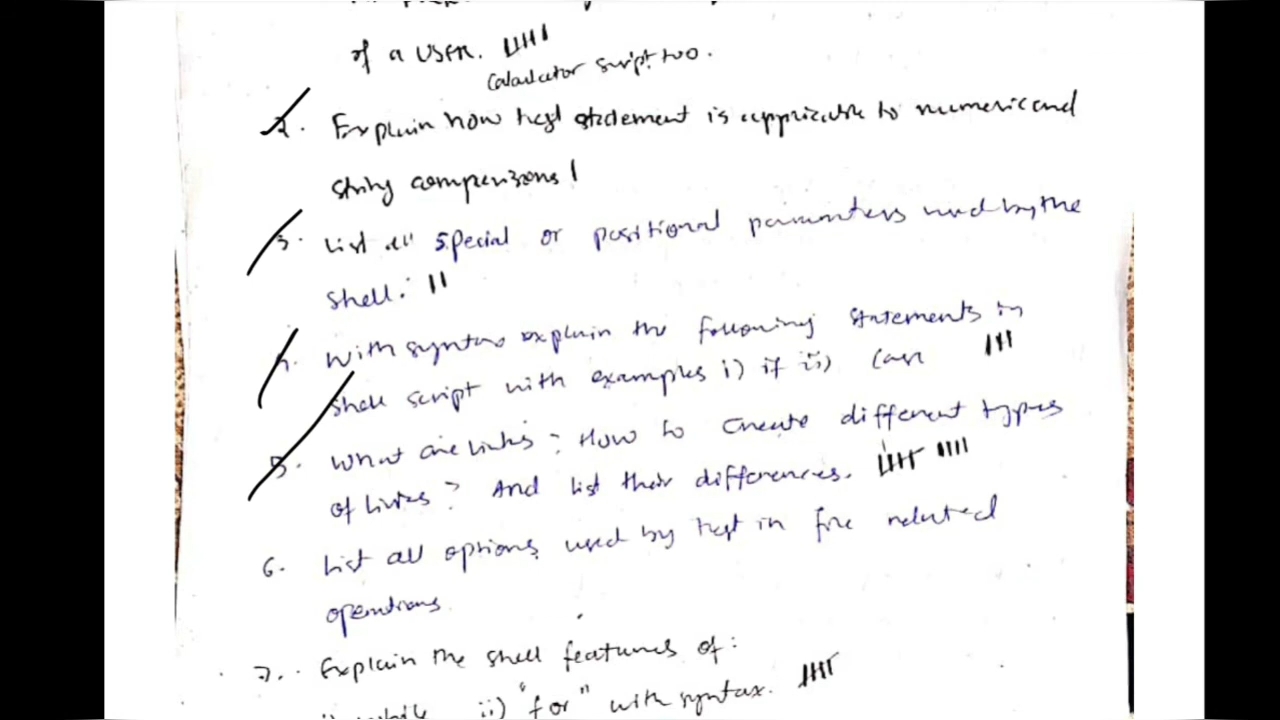 of a user.
Calculator script too.
2. Explain how test statement is applicable to numeric and
string comparisons
3. List all special or positional parameters used by the
shell.
4. With syntax explain the following statements in
shell script with examples i) if ii) case
5. What are links? How to create different types
of links? And list their differences.
6. List all options used by test in file related
operations
7. Explain the shell features of:
i) while ii) "for" with syntax.